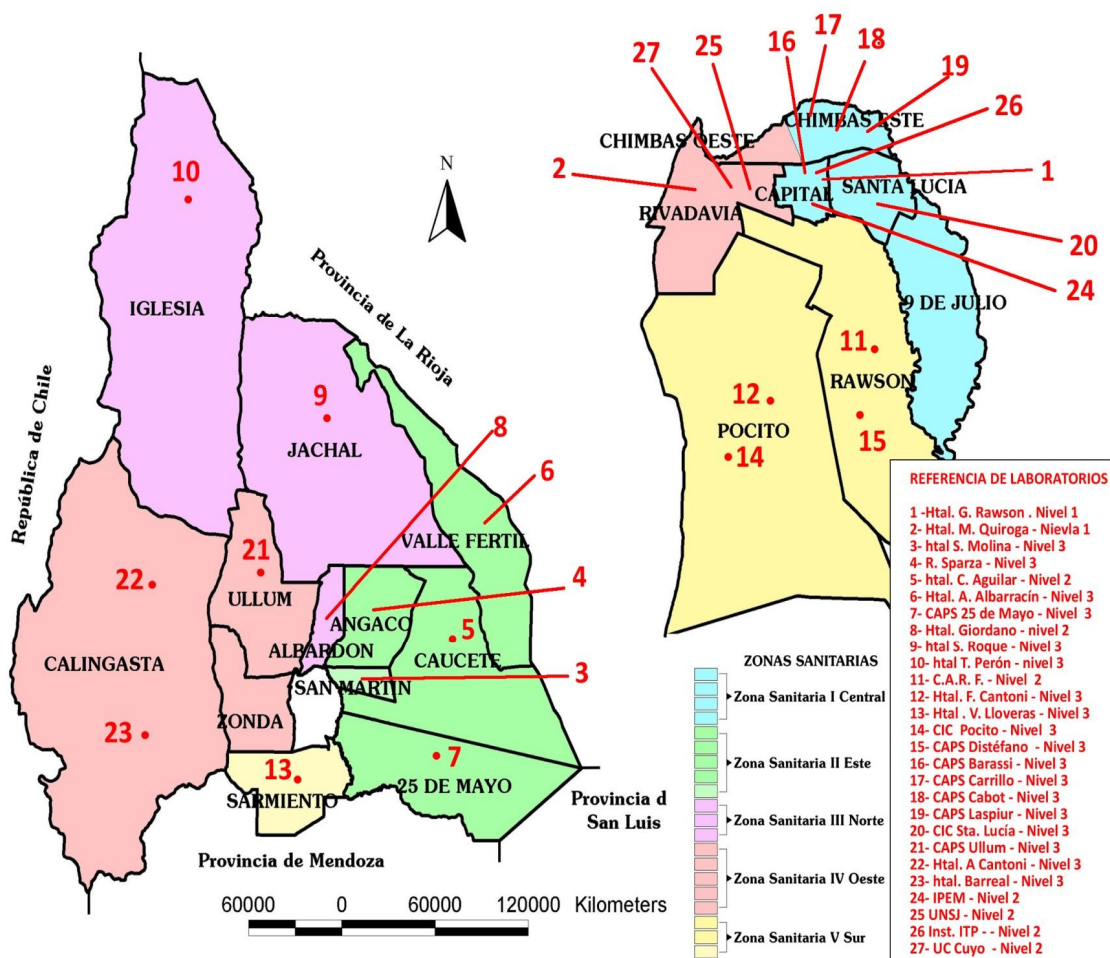 17
16
18
25
27
19
26
CHIMBAS ESTE
CHIMBAS OESTE
2
1
CAPITAL
SANTA LUCIA
RIVADAVIA
20
24
9 DE JULIO
11
RAWSON
12
POCITO
15
14
N
10
IGLESIA
Provincia de La Rioja
República de Chile
9
JACHAL
8
6
VALLE FERTIL
21
22
ULLUM
4
ANGACO
5
ALBARDON
CAUCETE
CALINGASTA
3
SAN MARTIN
ZONDA
23
7
13
25 DE MAYO
SARMIENTO
Provincia d
San Luis
Provincia de Mendoza
60000 0 60000 120000 Kilometers
ZONAS SANITARIAS
Zona Sanitaria I Central
Zona Sanitaria II Este
Zona Sanitaria III Norte
Zona Sanitaria IV Oeste
Zona Sanitaria V Sur
REFERENCIA DE LABORATORIOS
1 -Htal. G. Rawson . Nivel 1
2- Htal. M. Quiroga - Nievla 1
3- htal S. Molina - Nivel 3
4- R. Sparza - Nivel 3
5- htal. C. Aguilar - Nivel 2
6- Htal. A. Albarracín - Nivel 3
7- CAPS 25 de Mayo - Nivel 3
8- Htal. Giordano - nivel 2
9- htal S. Roque - Nivel 3
10- htal T. Perón - nivel 3
11- C.A.R. F. - Nivel 2
12- Htal. F. Cantoni - Nivel 3
13- Htal . V. Lloveras - Nivel 3
14- CIC Pocito - Nivel 3
15- CAPS Distéfano - Nivel 3
16- CAPS Barassi - Nivel 3
17- CAPS Carrillo - Nivel 3
18- CAPS Cabot - Nivel 3
19- CAPS Laspiur - Nivel 3
20- CIC Sta. Lucía - Nivel 3
21- CAPS Ullum - Nivel 3
22- Htal. A Cantoni - Nivel 3
23- htal. Barreal - Nivel 3
24- IPEM - Nivel 2
25 UNSJ - Nivel 2
26 Inst. ITP - - Nivel 2
27- UC Cuyo - Nivel 2